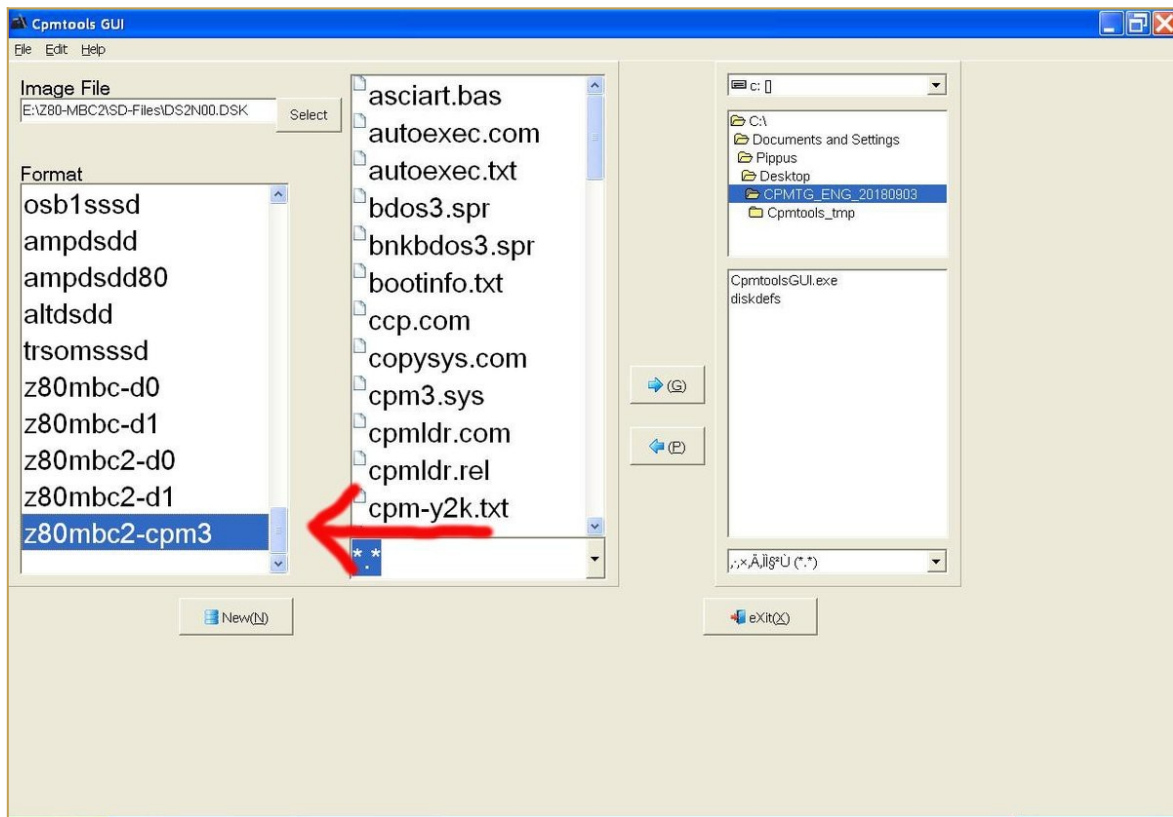 Cpmtools GUI
File Edit Help
Image File
E:\Z80-MBC2\SD-Files\DS2N00.DSK
Select
Format
osb1sssd
ampdsdd
ampdsdd80
altdsdd
trsomsssd
z80mbc-d0
z80mbc-d1
z80mbc2-d0
z80mbc2-d1
z80mbc2-cpm3
asciart.bas
autoexec.com
autoexec.txt
bdos3.spr
bnkbdos3.spr
bootinfo.txt
ccp.com
copysys.com
cpm3.sys
cpmldr.com
cpmldr.rel
cpm-y2k.txt
*.*
(G)
(P)
c: []
C:\
Documents and Settings
Pippus
Desktop
CPMTG_ENG_20180903
Cpmtools_tmp
CpmtoolsGUI.exe
diskdefs
(*.*)
New(N)
eXit(X)